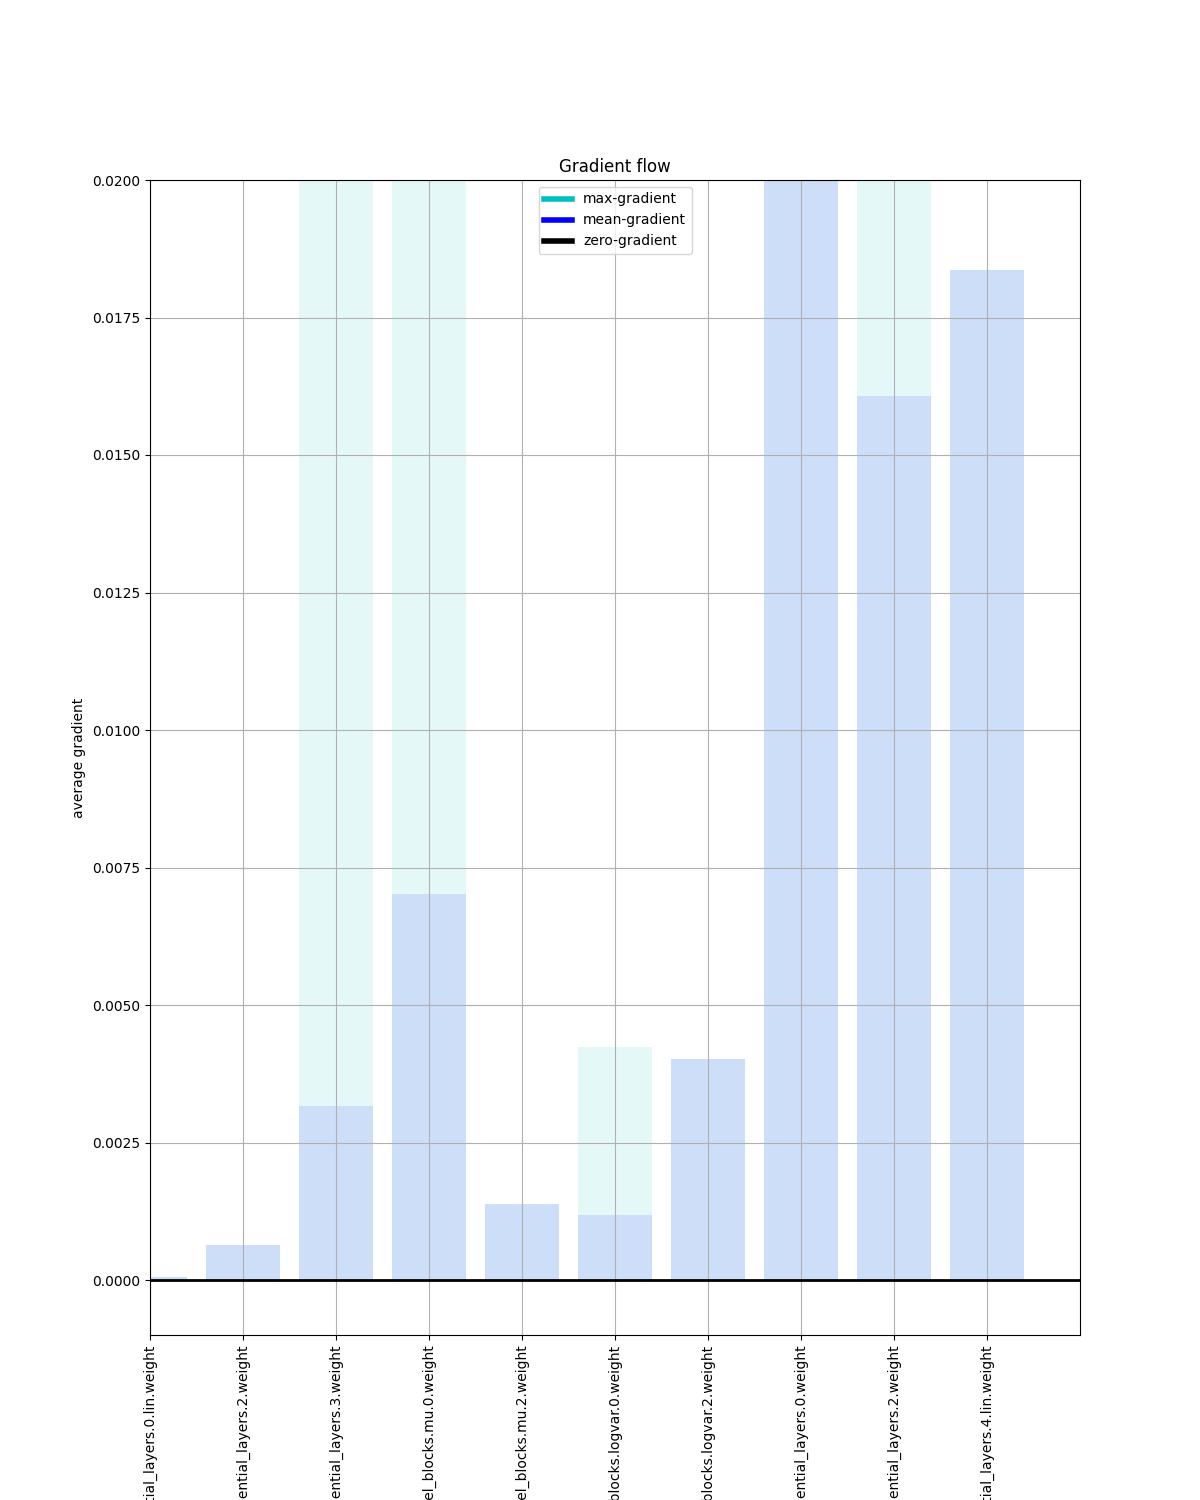 Gradient flow
max-gradient
mean-gradient
zero-gradient
0.0200
0.0175
0.0150
0.0125
0.0100
0.0075
0.0050
0.0025
0.0000
average gradient
tial_layers.0.lin.weight
ential_layers.2.weight
ential_layers.3.weight
el_blocks.mu.0.weight
el_blocks.mu.2.weight
blocks.logvar.0.weight
blocks.logvar.2.weight
ential_layers.0.weight
ential_layers.2.weight
tial_layers.4.lin.weight